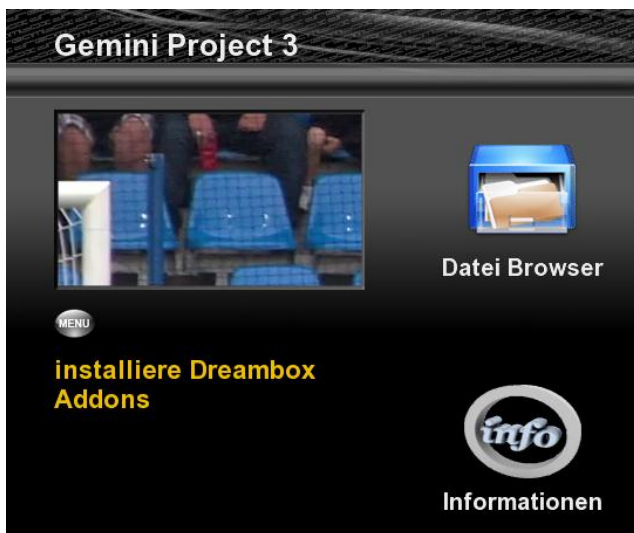 Gemini Project 3
Datei Browser
MENU
installiere Dreambox
Addons
info
Informationen